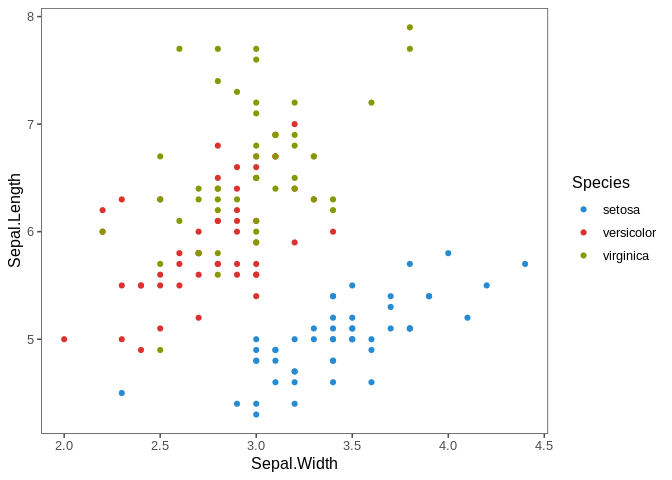 8
7
6
5
Sepal.Length
2.0 2.5 3.0 3.5 4.0 4.5
Sepal.Width
Species
setosa
versicolor
virginica